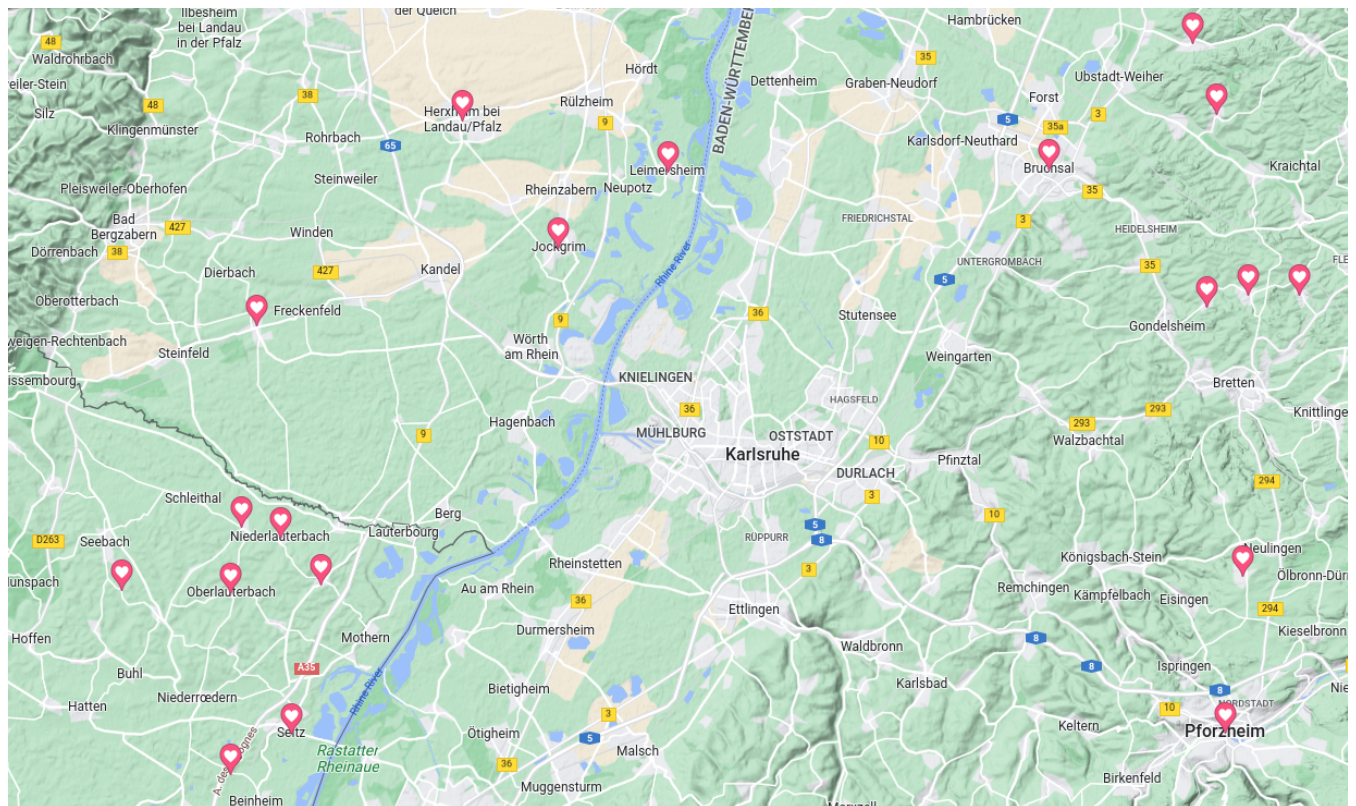 Ilbesheim
bei Landau
in der Pfalz
der Queich
48
Waldrohrbach
eiler-Stein
Silz
48
Klingenmünster
38
Rohrbach
65
Steinweiler
Herxheim bei
Landau/Pfalz
Hördt
Rülzheim
9
Leimersheim
Neupotz
Rheinzabern
Jockgrim
BADEN-WÜRTTEMBER
Dettenheim
Hambrücken
35
Graben-Neudorf
Ubstadt-Weiher
Forst
3
5
35a
Karlsdorf-Neuthard
Bruchsal
35
Kraichtal
Pleisweiler-Oberhofen
Bad
Bergzabern
427
38
Dörrenbach
Winden
Dierbach
427
Kandel
Oberotterbach
Freckenfeld
weigen-Rechtenbach
Steinfeld
issembourg
9
Wörth
am Rhein
Rhine River
FRIEDRICHSTAL
3
HEIDELSHEIM
UNTERGROMBACH
35
5
FLE
36
Stutensee
Gondelsheim
Weingarten
KNIELINGEN
HAGSFELD
Bretten
36
293
293
Knittlinge
Walzbachtal
Hagenbach
9
MÜHLBURG
OSTSTADT
10
Karlsruhe
DURLACH
Pfinztal
294
3
10
Schleithal
Berg
Niederlauterbach
Lauterbourg
D263
Seebach
Hunspach
Oberlauterbach
5
8
RÜPPURR
3
Rheinstetten
Au am Rhein
Königsbach-Stein
Neulingen
Ölbronn-Dürr
Remchingen
Kämpfelbach
Eisingen
294
Ettlingen
36
Hoffen
Mothern
Durmersheim
Waldbronn
8
Kieselbronn
Buhl
A35
8
Ispringen
Niederrœdern
Rhine River
Bietigheim
Karlsbad
8
Nie
Hatten
10
NORDSTADT
3
Keltern
Pforzheim
Seltz
Ötigheim
5
Malsch
Rastatter
Rheinaue
36
Birkenfeld
Muggensturm
Beinheim